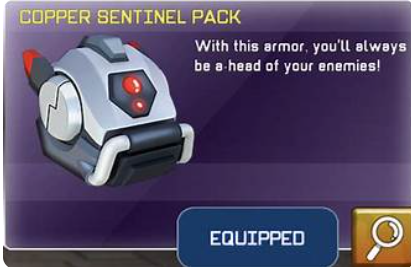 COPPER SENTINEL PACK
With this armor, you'll always
be a-head of your enemies!
EQUIPPED